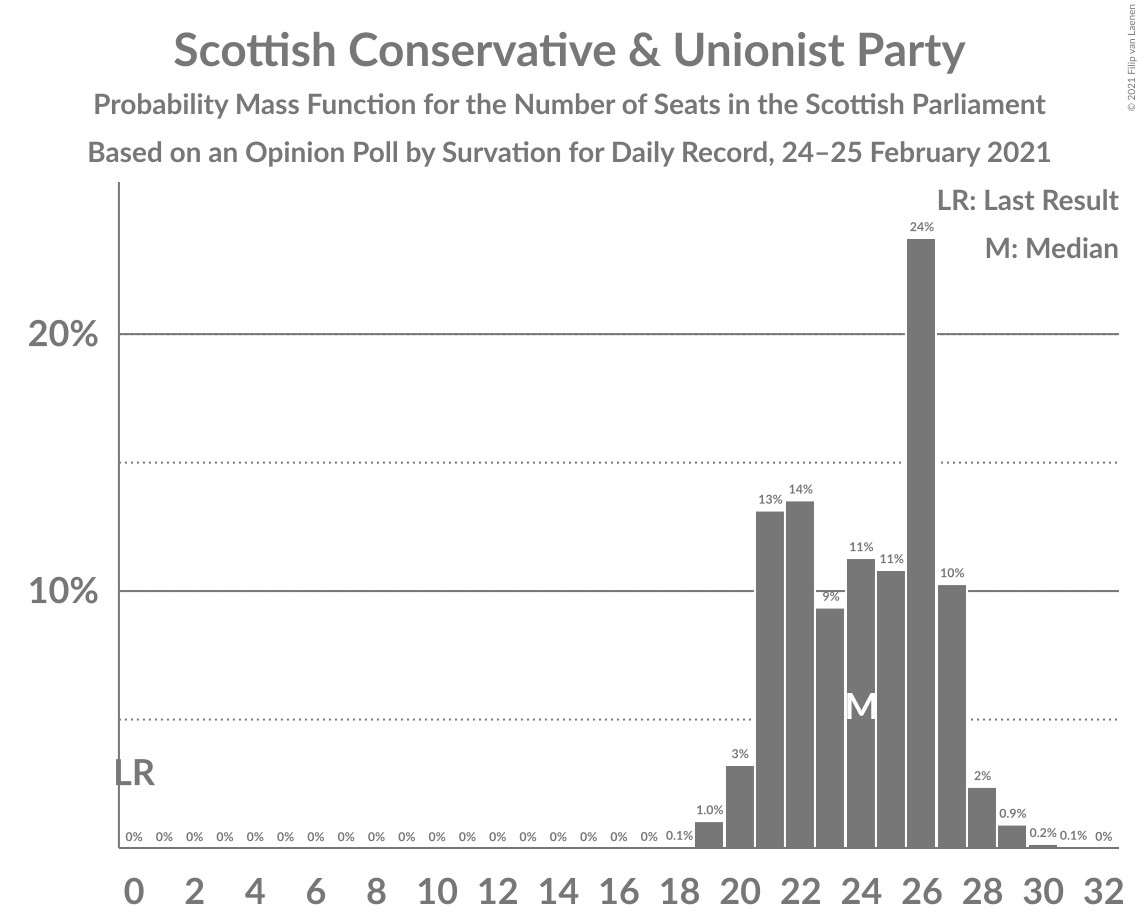 Scottish Conservative & Unionist Party
Probability Mass Function for the Number of Seats in the Scottish Parliament
Based on an Opinion Poll by Survation for Daily Record, 24–25 February 2021
© 2021 Filip van Laenen
LR: Last Result
M: Median
24%
20%
14%
13%
11%
11%
10%
10%
9%
M
3%
LR
2%
1.0%
0.9%
0% 0% 0% 0% 0% 0% 0% 0% 0% 0% 0% 0% 0% 0% 0% 0% 0% 0% 0.1% 0.2% 0.1% 0%
0 2 4 6 8 10 12 14 16 18 20 22 24 26 28 30 32